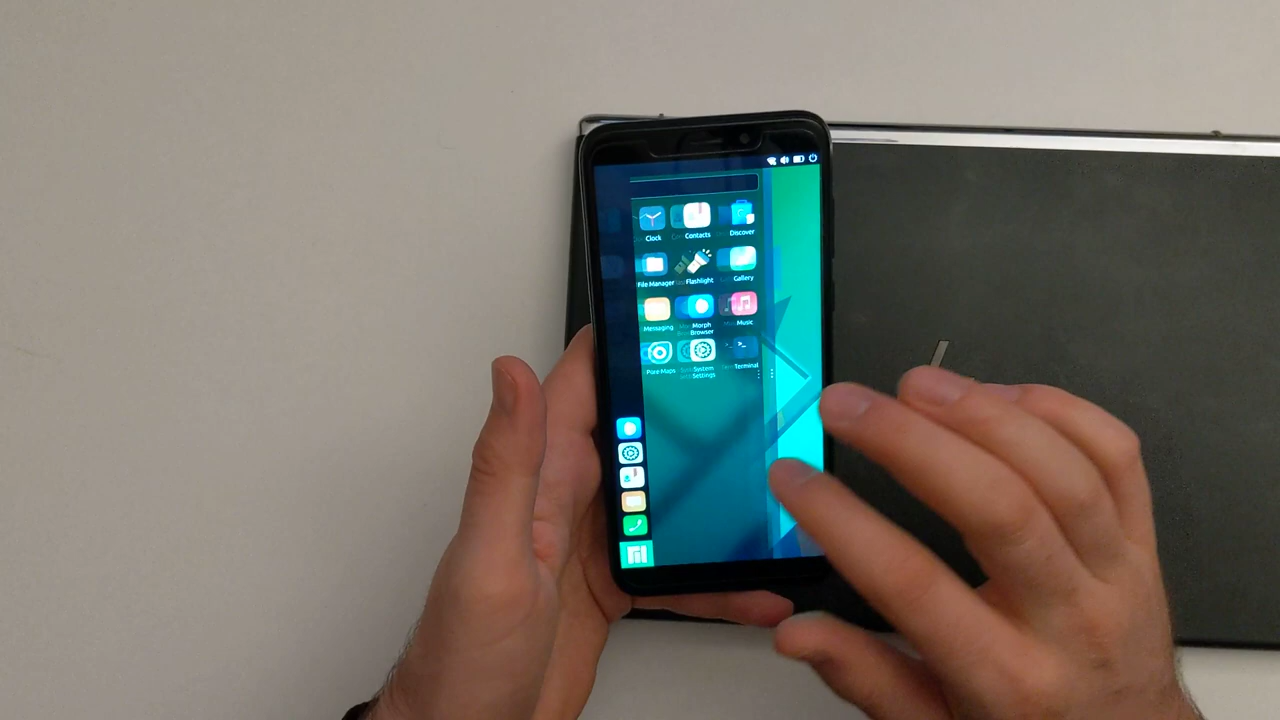 Clock Contacts Discover
File Manager Flashlight Gallery
Messaging Morph Browser Music
Pure Maps System Settings Terminal